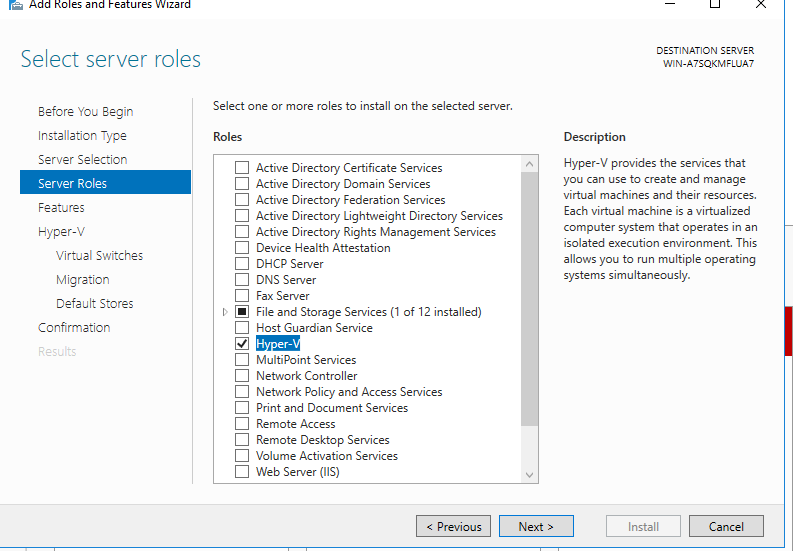 Add Roles and Features Wizard
Select server roles
DESTINATION SERVER
WIN-A7SQKMFLUA7
Before You Begin
Installation Type
Server Selection
Server Roles
Features
Hyper-V
Virtual Switches
Migration
Default Stores
Confirmation
Results
Select one or more roles to install on the selected server.
Roles
Active Directory Certificate Services
Active Directory Domain Services
Active Directory Federation Services
Active Directory Lightweight Directory Services
Active Directory Rights Management Services
Device Health Attestation
DHCP Server
DNS Server
Fax Server
File and Storage Services (1 of 12 installed)
Host Guardian Service
Hyper-V
MultiPoint Services
Network Controller
Network Policy and Access Services
Print and Document Services
Remote Access
Remote Desktop Services
Volume Activation Services
Web Server (IIS)
Description
Hyper-V provides the services that
you can use to create and manage
virtual machines and their resources.
Each virtual machine is a virtualized
computer system that operates in an
isolated execution environment. This
allows you to run multiple operating
systems simultaneously.
< Previous
Next >
Install
Cancel